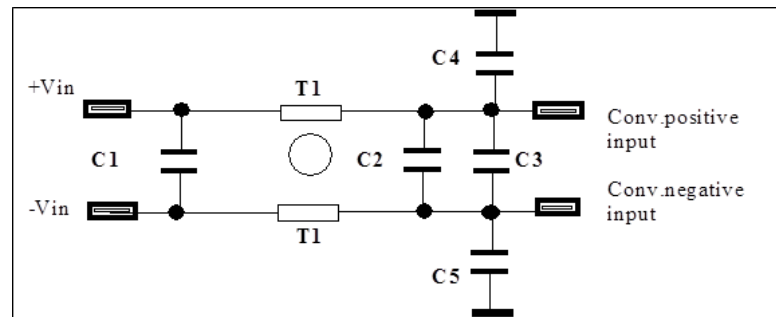 C4
+Vin
T1
Conv.positive
input
C1
C2
C3
Conv.negative
input
-Vin
T1
C5